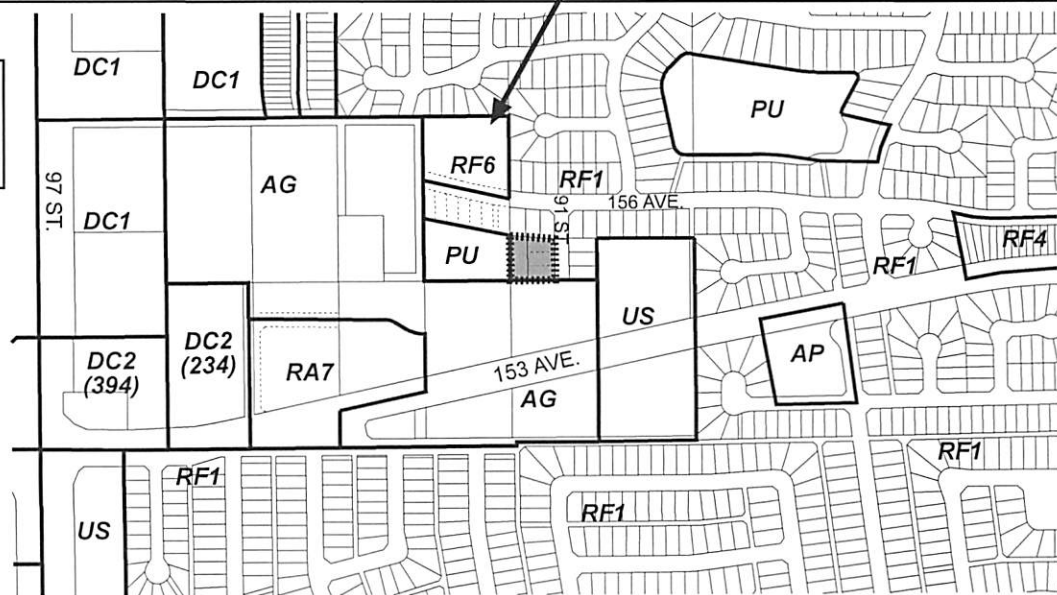 DC1
DC1
PU
RF6
AG
RF1
97 ST.
DC1
156 AVE.
91 ST.
PU
RF4
RF1
US
DC2
(234)
DC2
(394)
RA7
153 AVE.
AP
AG
RF1
RF1
RF1
US